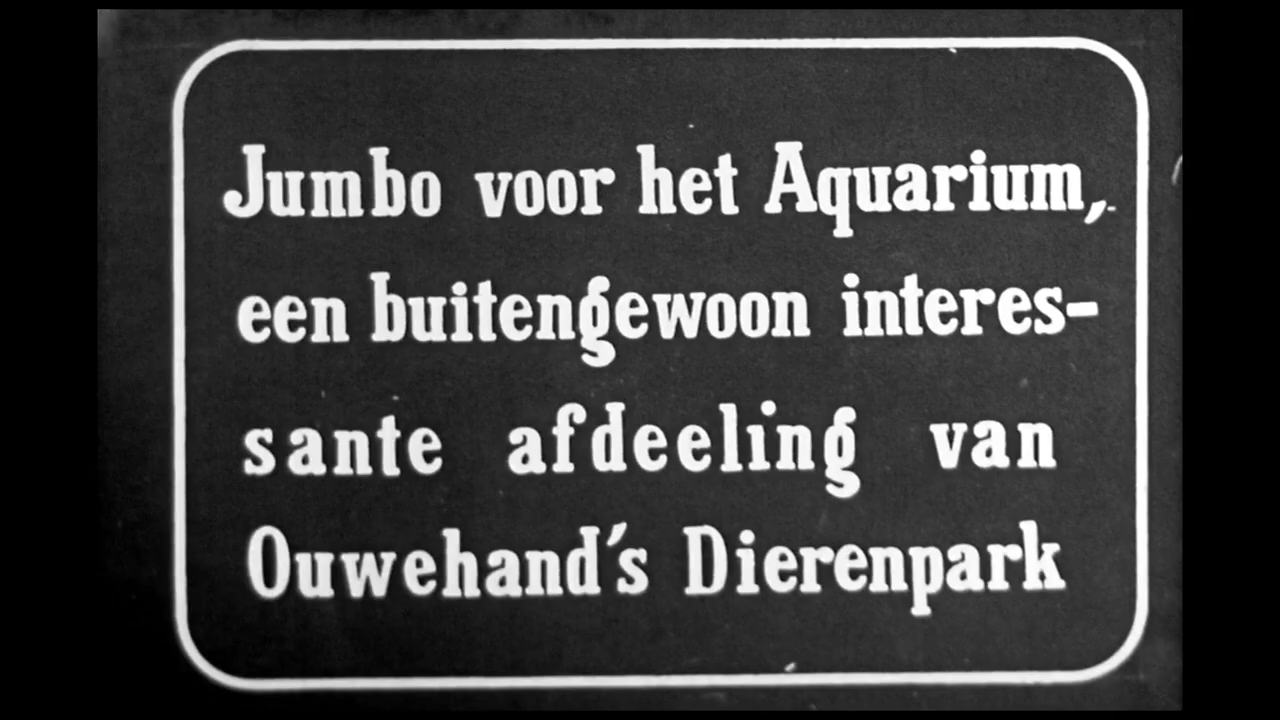 Jumbo voor het Aquarium,
een buitengewoon interes-
sante afdeeling van
Ouwehand's Dierenpark